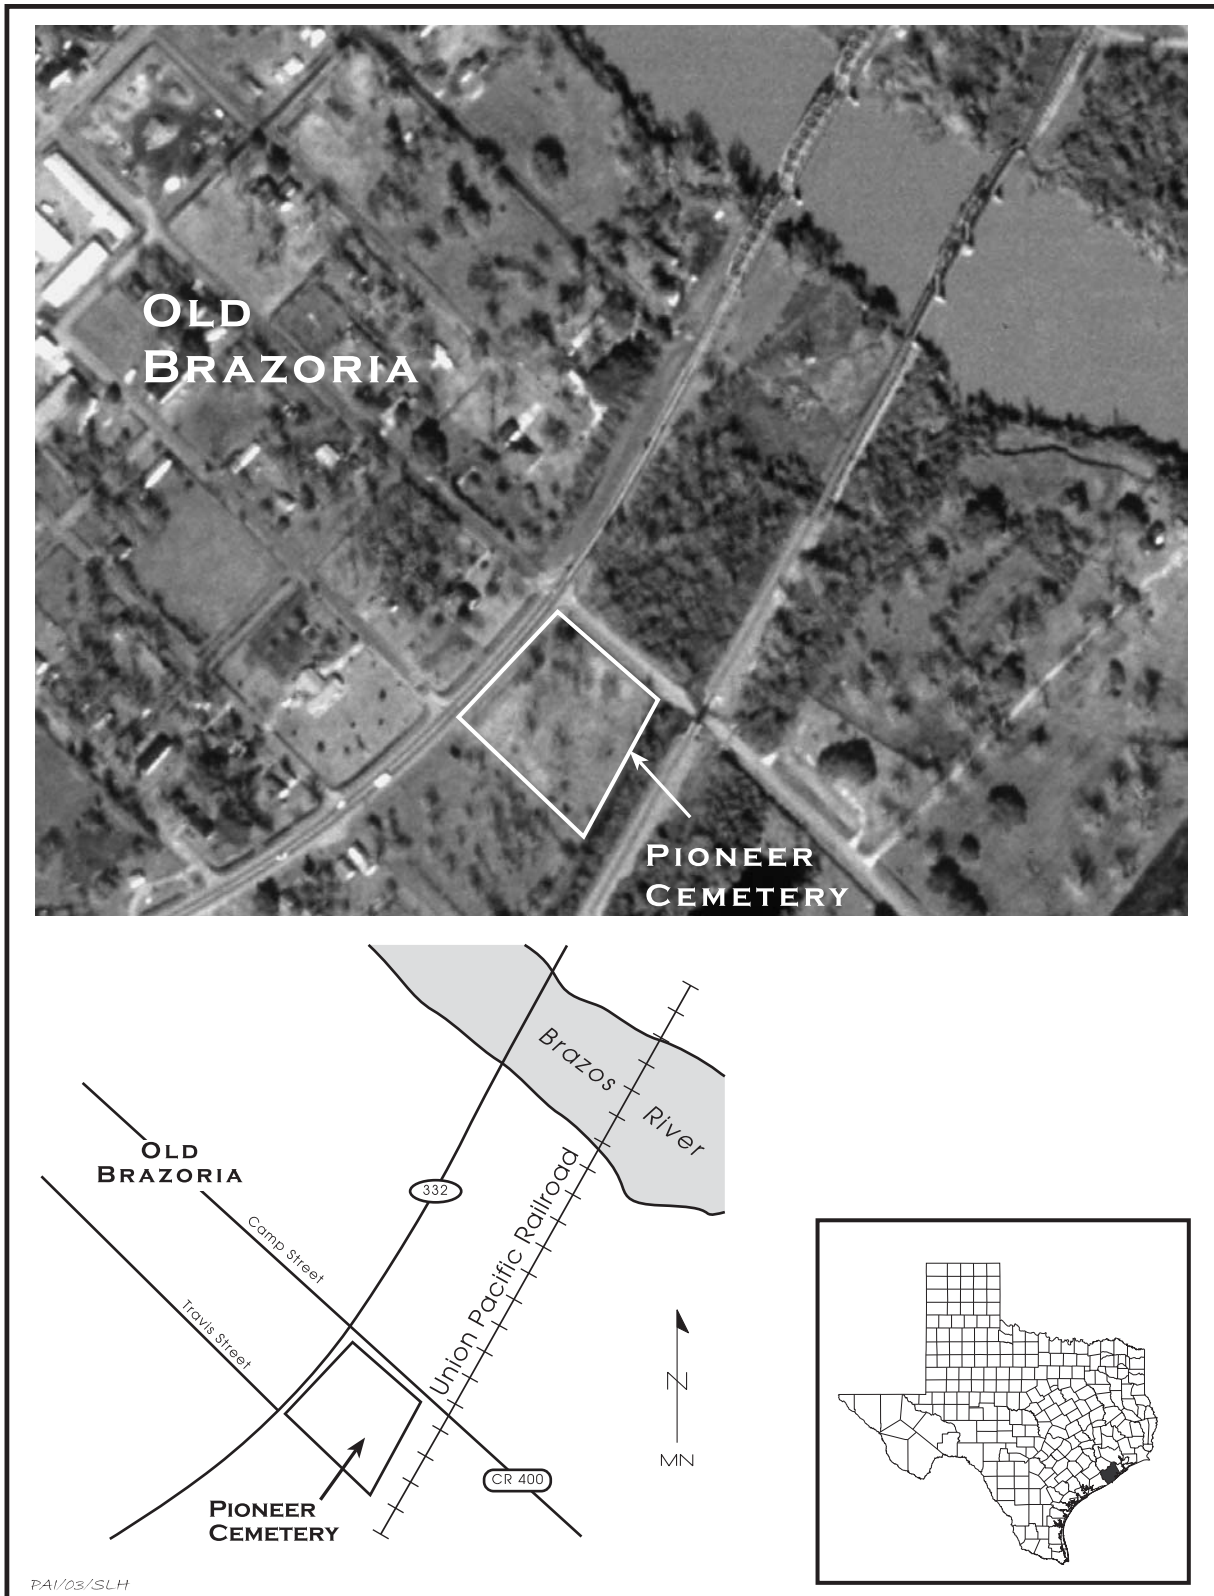 OLD
BRAZORIA
PIONEER
CEMETERY
Brazos
River
OLD
BRAZORIA
332
Camp Street
Union Pacific Railroad
Travis Street
N
MN
CR 400
PIONEER
CEMETERY
PAI/03/SLH